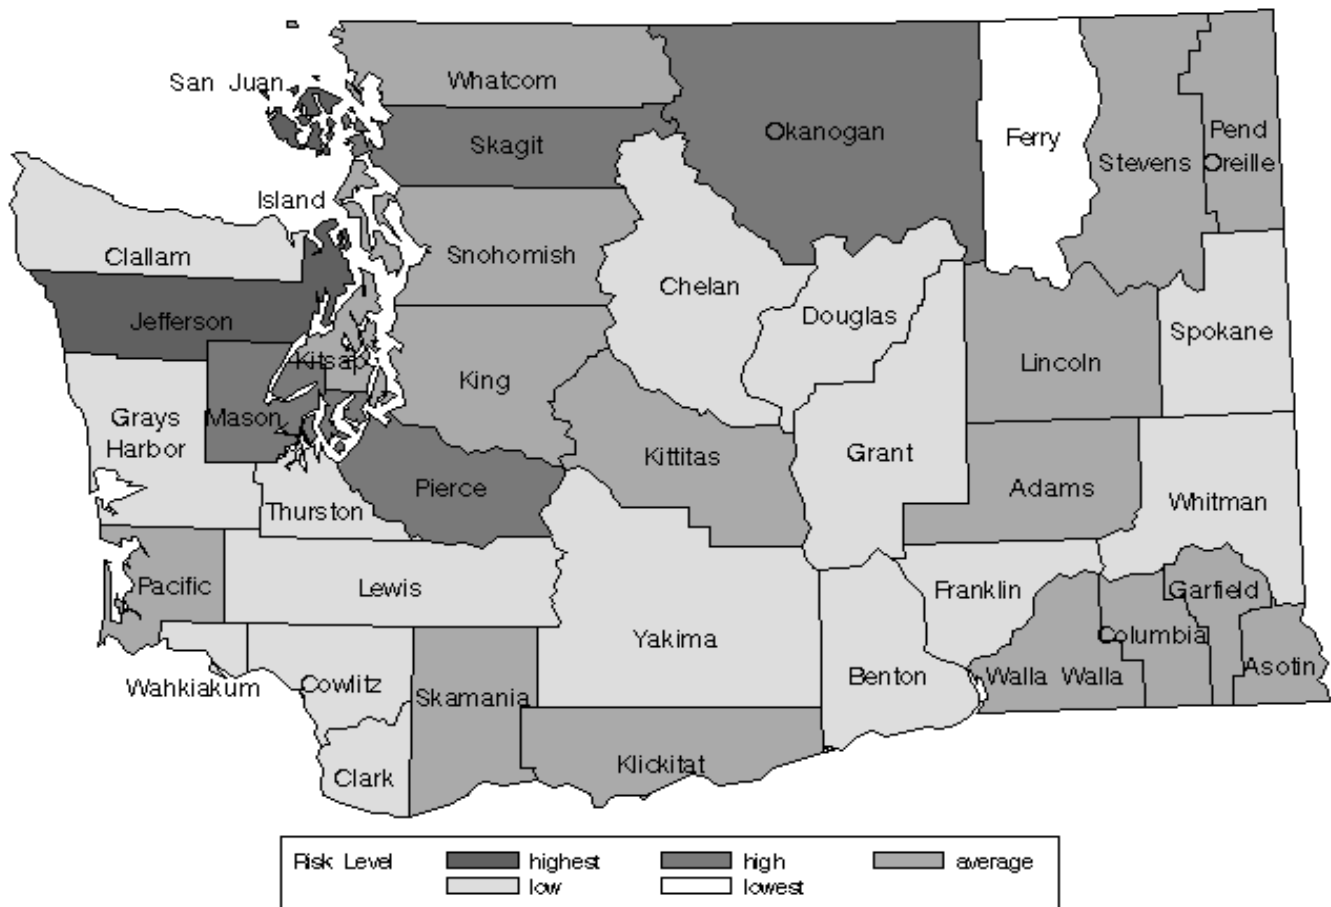 San Juan
Whatcom
Skagit
Okanogan
Ferry
Stevens
Pend
Oreille
Island
Clallam
Snohomish
Chelan
Douglas
Spokane
Jefferson
Kitsap
King
Lincoln
Grays
Harbor
Mason
Kittitas
Grant
Adams
Whitman
Pierce
Thurston
Pacific
Lewis
Franklin
Garfield
Columbia
Yakima
Wahkiakum
Cowlitz
Skamania
Benton
Walla Walla
Asotin
Clark
Klickitat
Risk Level highest high average
low lowest